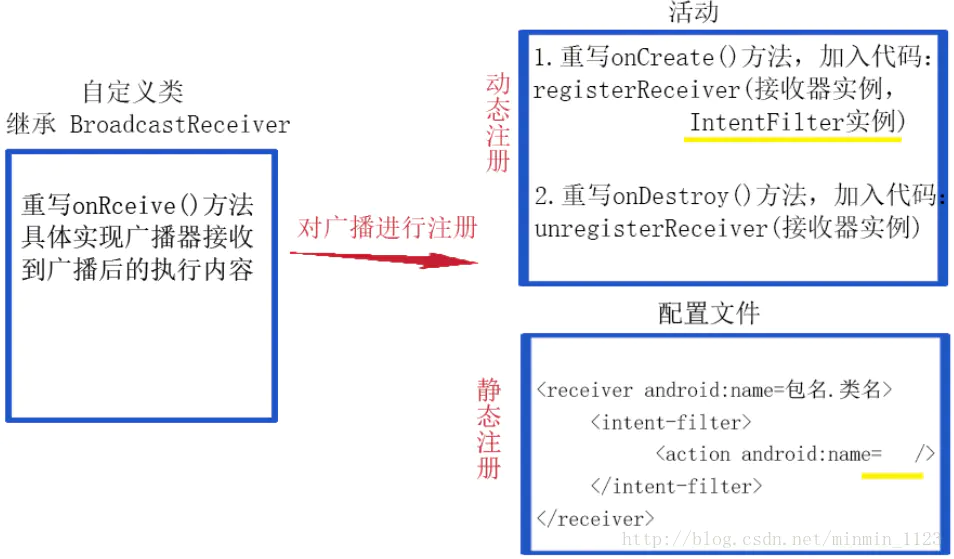 自定义类
继承 BroadcastReceiver
重写onRceive()方法
具体实现广播器接收
到广播后的执行内容
对广播进行注册
活动
动态注册
1.重写onCreate()方法，加入代码：
registerReceiver(接收器实例，
IntentFilter实例)
2.重写onDestroy()方法，加入代码：
unregisterReceiver(接收器实例)
配置文件
静态注册
<receiver android:name=包名.类名>
<intent-filter>
<action android:name= />
</intent-filter>
</receiver>
http://blog.csdn.net/minmin_1123